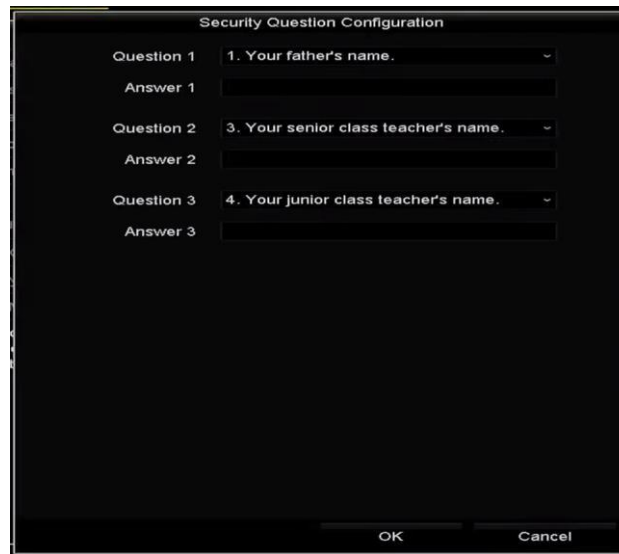 Security Question Configuration
Question 1 1. Your father's name.
Answer 1
Question 2 3. Your senior class teacher's name.
Answer 2
Question 3 4. Your junior class teacher's name.
Answer 3
OK Cancel